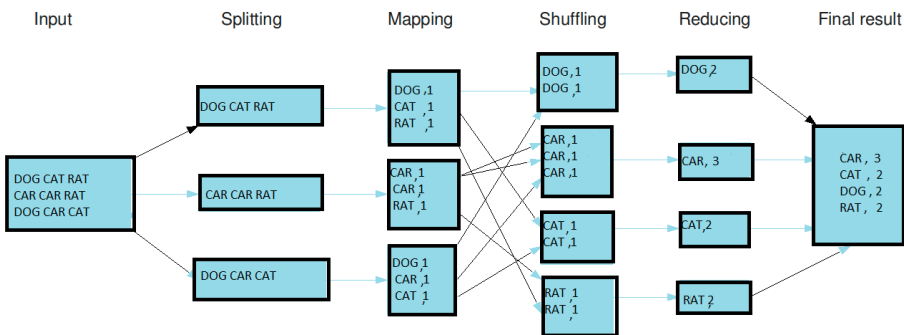 Input
Splitting
Mapping
Shuffling
Reducing
Final result
DOG CAT RAT
CAR CAR RAT
DOG CAR CAT
DOG CAT RAT
CAR CAR RAT
DOG CAR CAT
DOG ,1
CAT ,1
RAT ,1
CAR ,1
CAR ,1
RAT ,1
DOG ,1
CAR ,1
CAT ,1
DOG, 1
DOG , 1
CAR, 1
CAR, 1
CAR, 1
CAT, 1
CAT, 1
RAT , 1
RAT , 1
DOG,2
CAR, 3
CAT,2
RAT, 2
CAR , 3
CAT , 2
DOG, 2
RAT, 2